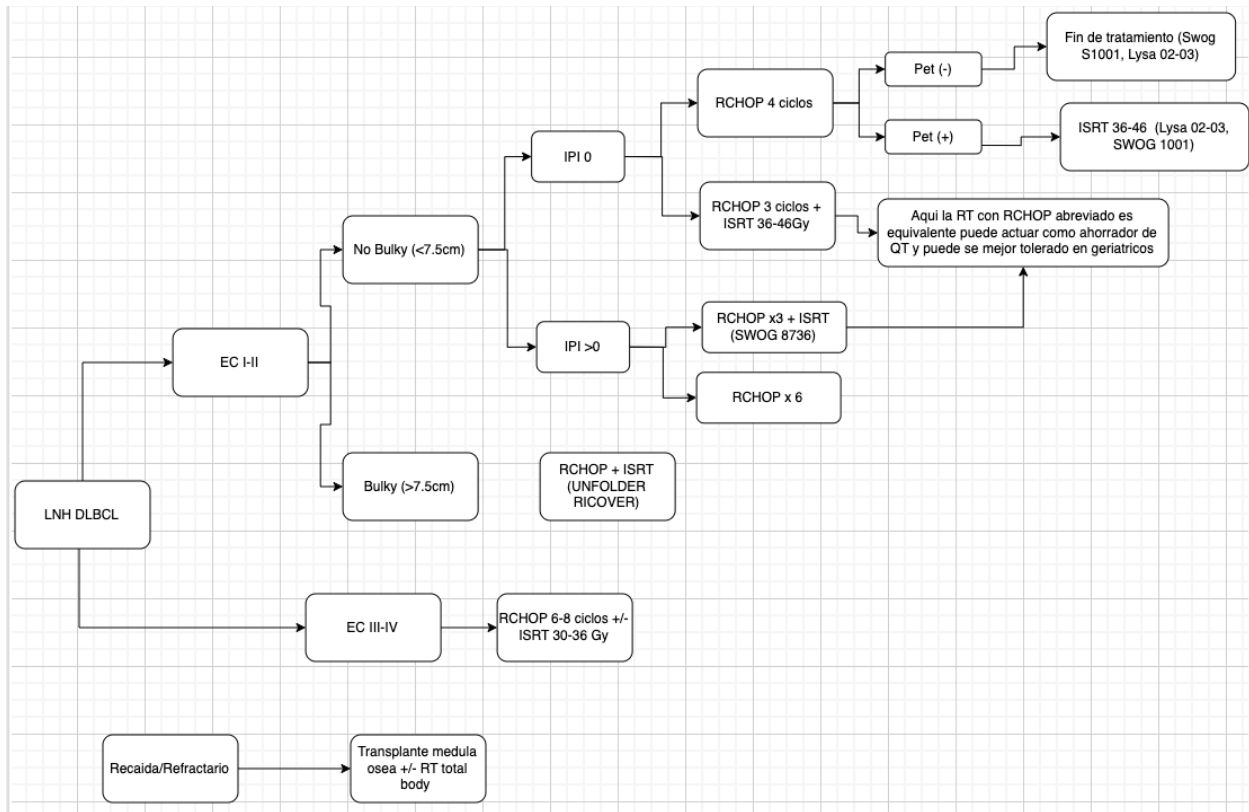 LNH DLBCL
EC I-II
No Bulky (<7.5cm)
IPI 0
RCHOP 4 ciclos
Pet (-)
Fin de tratamiento (Swog
S1001, Lysa 02-03)
Pet (+)
ISRT 36-46 (Lysa 02-03,
SWOG 1001)
RCHOP 3 ciclos +
ISRT 36-46Gy
Aqui la RT con RCHOP abreviado es
equivalente puede actuar como ahorrador de
QT y puede se mejor tolerado en geriatricos
IPI >0
RCHOP x3 + ISRT
(SWOG 8736)
RCHOP x 6
Bulky (>7.5cm)
RCHOP + ISRT
(UNFOLDER
RICOVER)
EC III-IV
RCHOP 6-8 ciclos +/-
ISRT 30-36 Gy
Recaida/Refractario
Transplante medula
osea +/- RT total
body